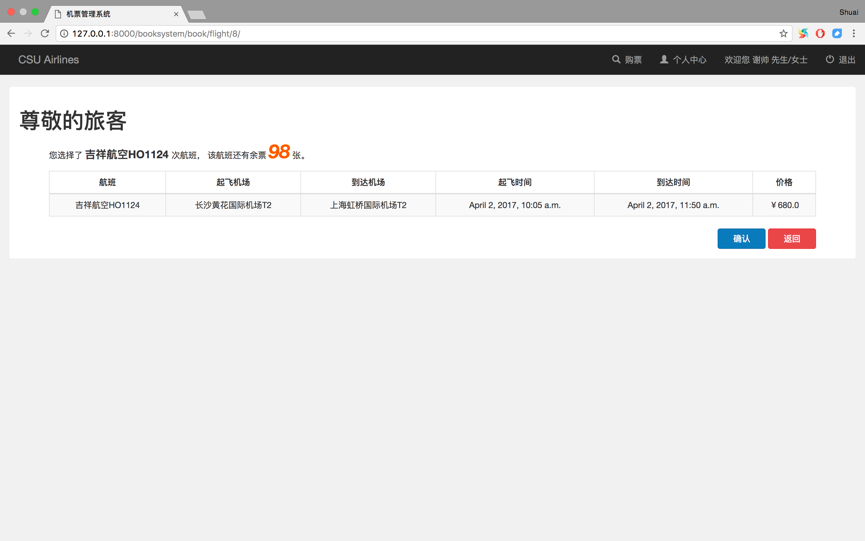 机票管理系统
Shuai
127.0.0.1:8000/booksystem/book/flight/8/
CSU Airlines 购票 个人中心 欢迎您 谢帅 先生/女士 退出
尊敬的旅客
您选择了 吉祥航空HO1124 次航班， 该航班还有余票 98 张。
航班 起飞机场 到达机场 起飞时间 到达时间 价格
吉祥航空HO1124 长沙黄花国际机场T2 上海虹桥国际机场T2 April 2, 2017, 10:05 a.m. April 2, 2017, 11:50 a.m. ¥ 680.0
确认 返回